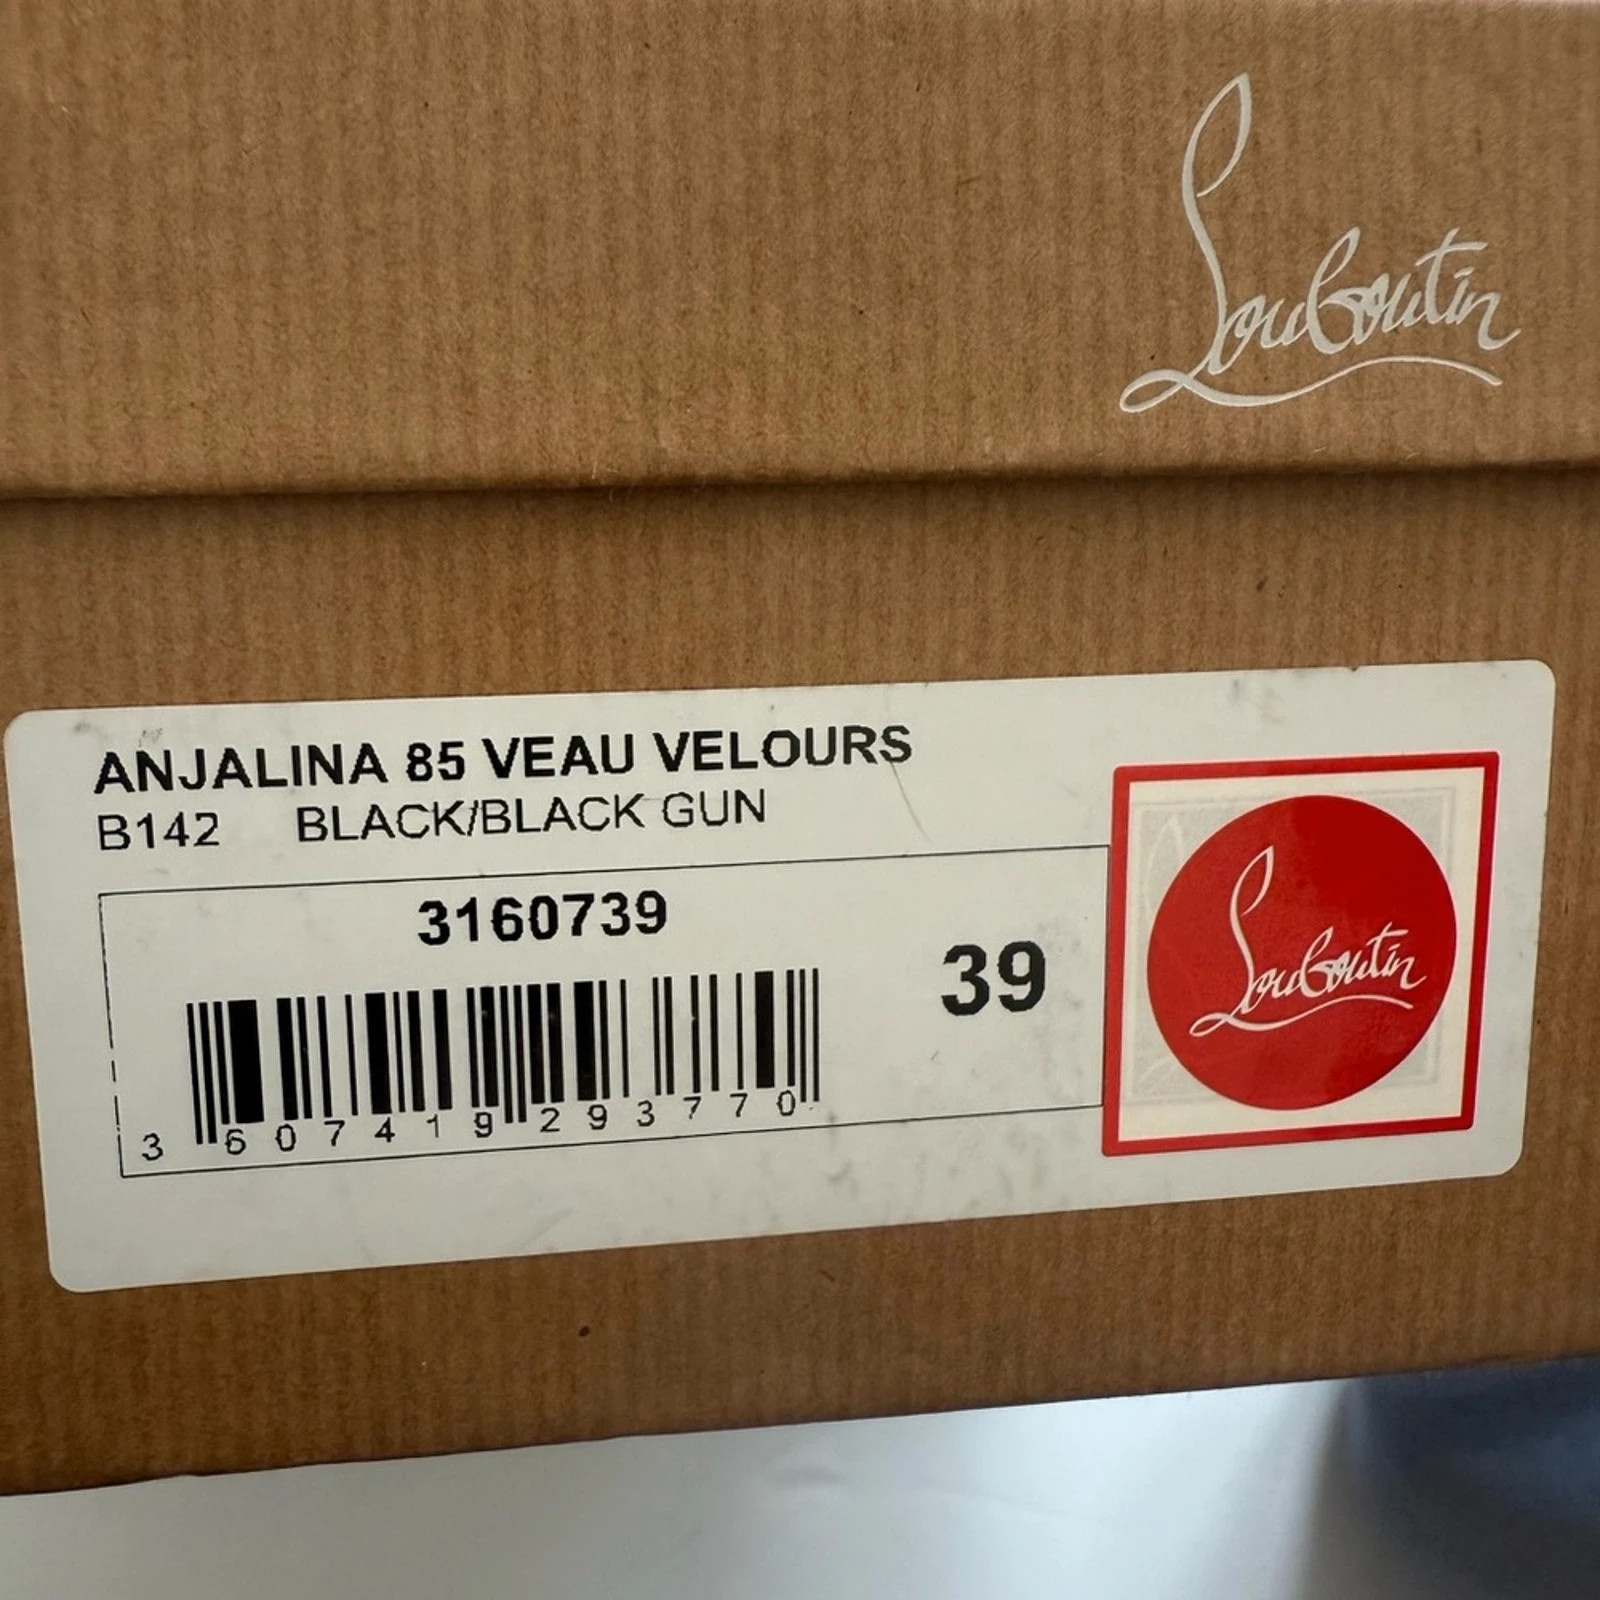 Louboutin
ANJALINA 85 VEAU VELOURS
B142 BLACK/BLACK GUN
3160739
39
3 607419 293770
Louboutin